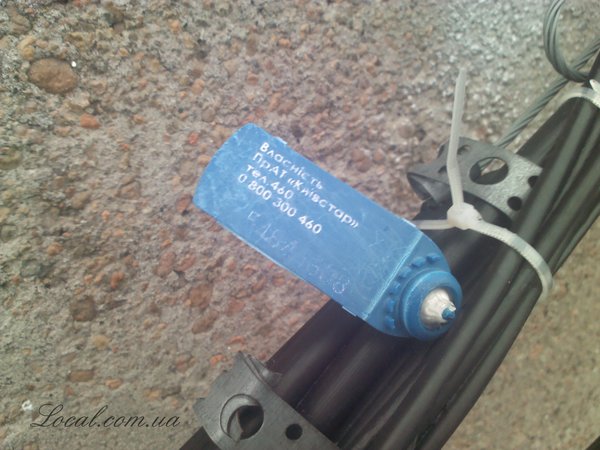 Власність
ПрАТ «Київстар»
тел.460
0 800 300 460
Local.com.ua